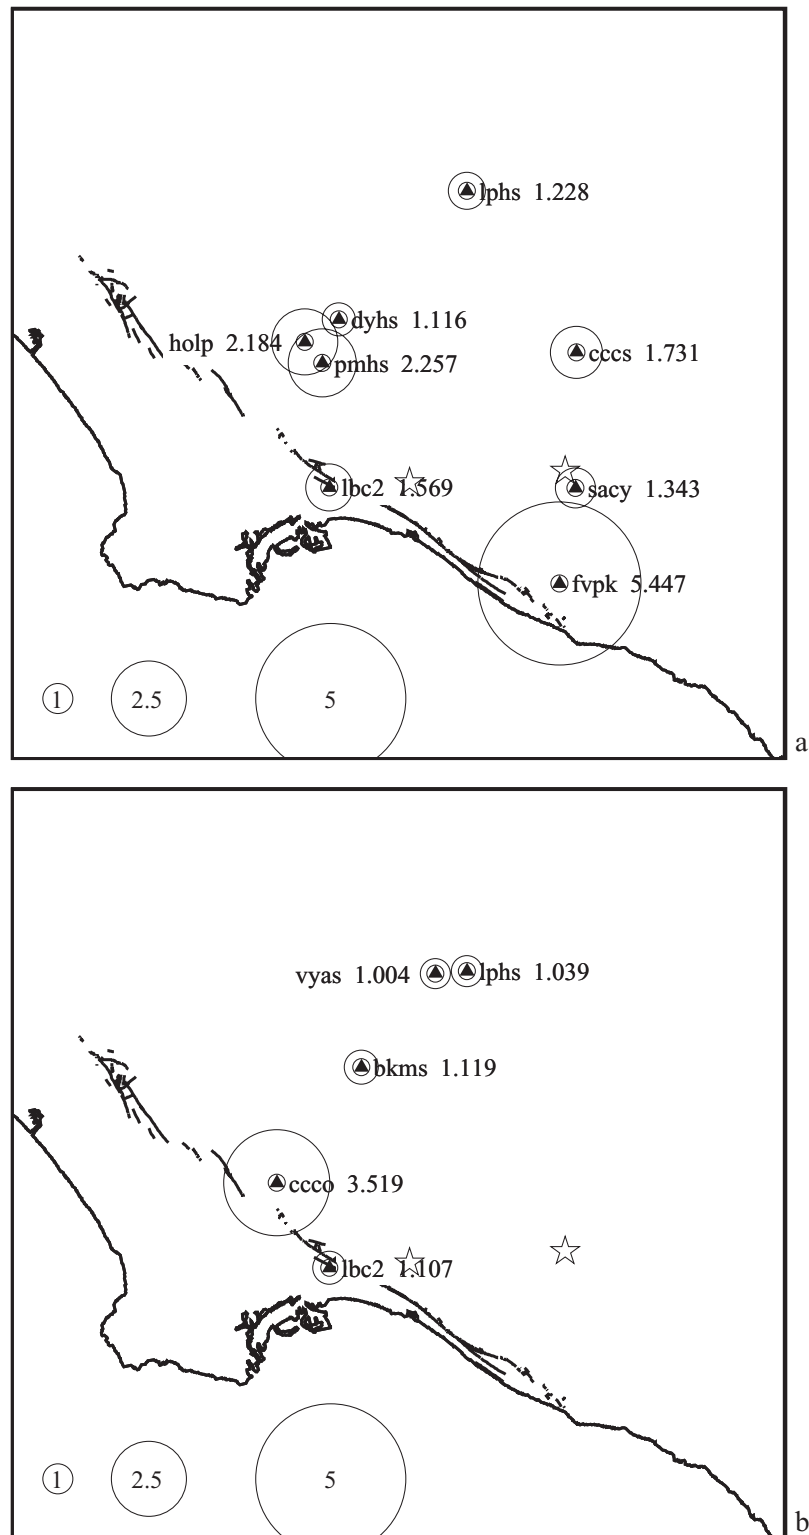 lphs 1.228
dyhs 1.116
holp 2.184
cccs 1.731
pmhs 2.257
lbc2 1.569
sacy 1.343
fvpk 5.447
1
2.5
5
a
vyas 1.004
lphs 1.039
bkms 1.119
ccco 3.519
lbc2 1.107
1
2.5
5
b